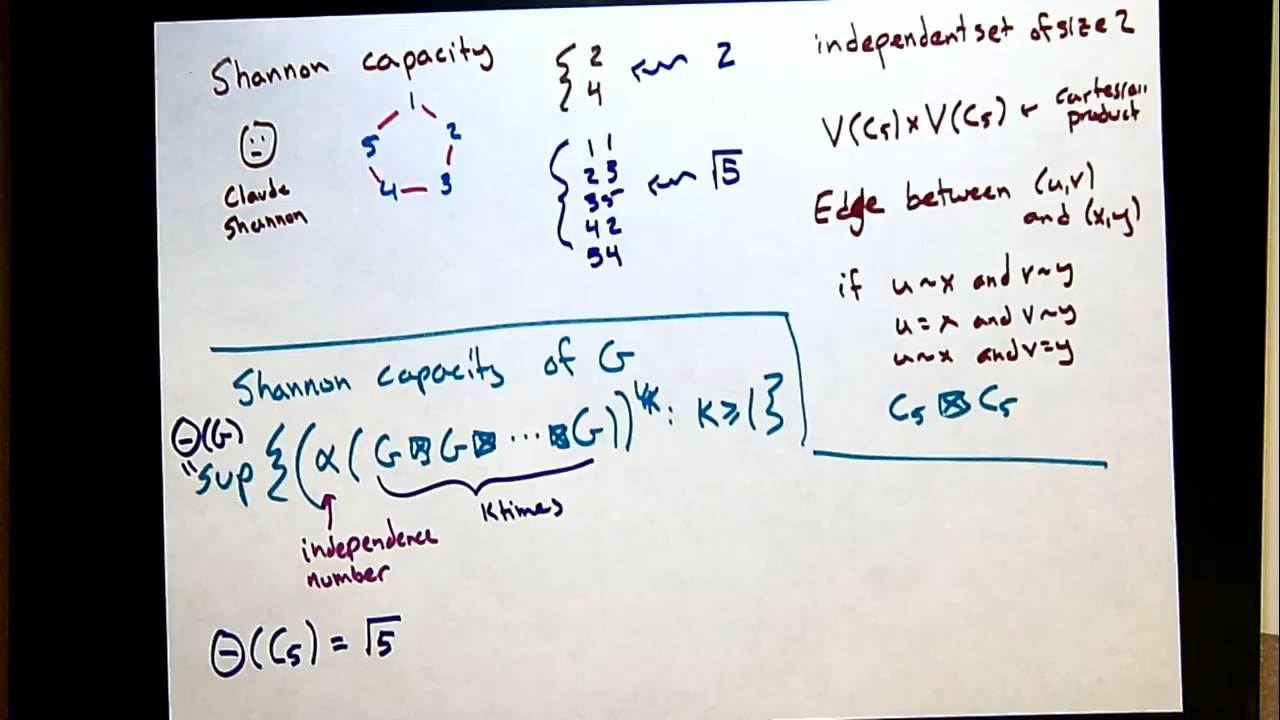 Shannon capacity
1
5 2
4 3
Claude
Shannon
{ 2
4 2
{ 1 1
2 3
3 5
4 2
5 4
√5
independent set of size 2
V(C₅) × V(C₅) ← cartesian
product
Edge between (u,v)
and (x,y)
if u~x and v~y
u = x and v~y
u~x and v=y
C₅ ⊠ C₅
Shannon capacity of G
Θ(G)
"sup {(α(G⊠G⊠···⊠G))^{1/k} : k ≥ 1}
k times
independence
number
Θ(C₅) = √5